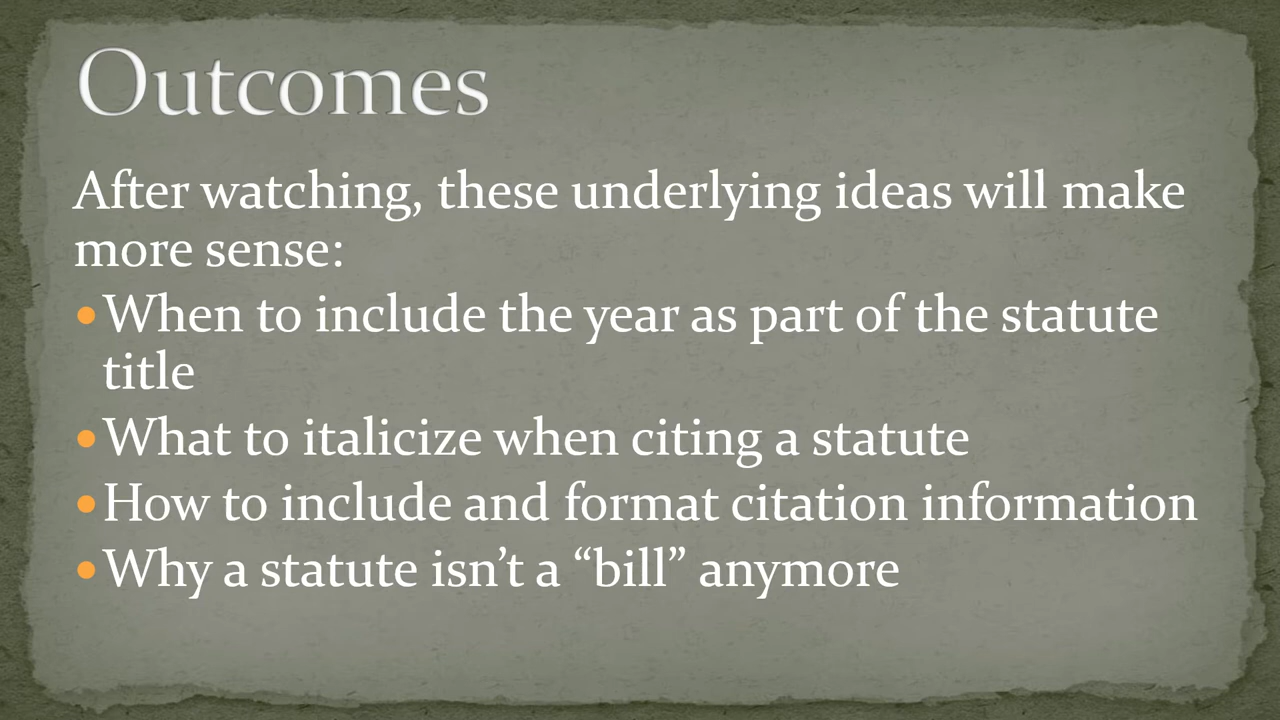 Outcomes
After watching, these underlying ideas will make
more sense:
•When to include the year as part of the statute
title
•What to italicize when citing a statute
•How to include and format citation information
•Why a statute isn’t a “bill” anymore